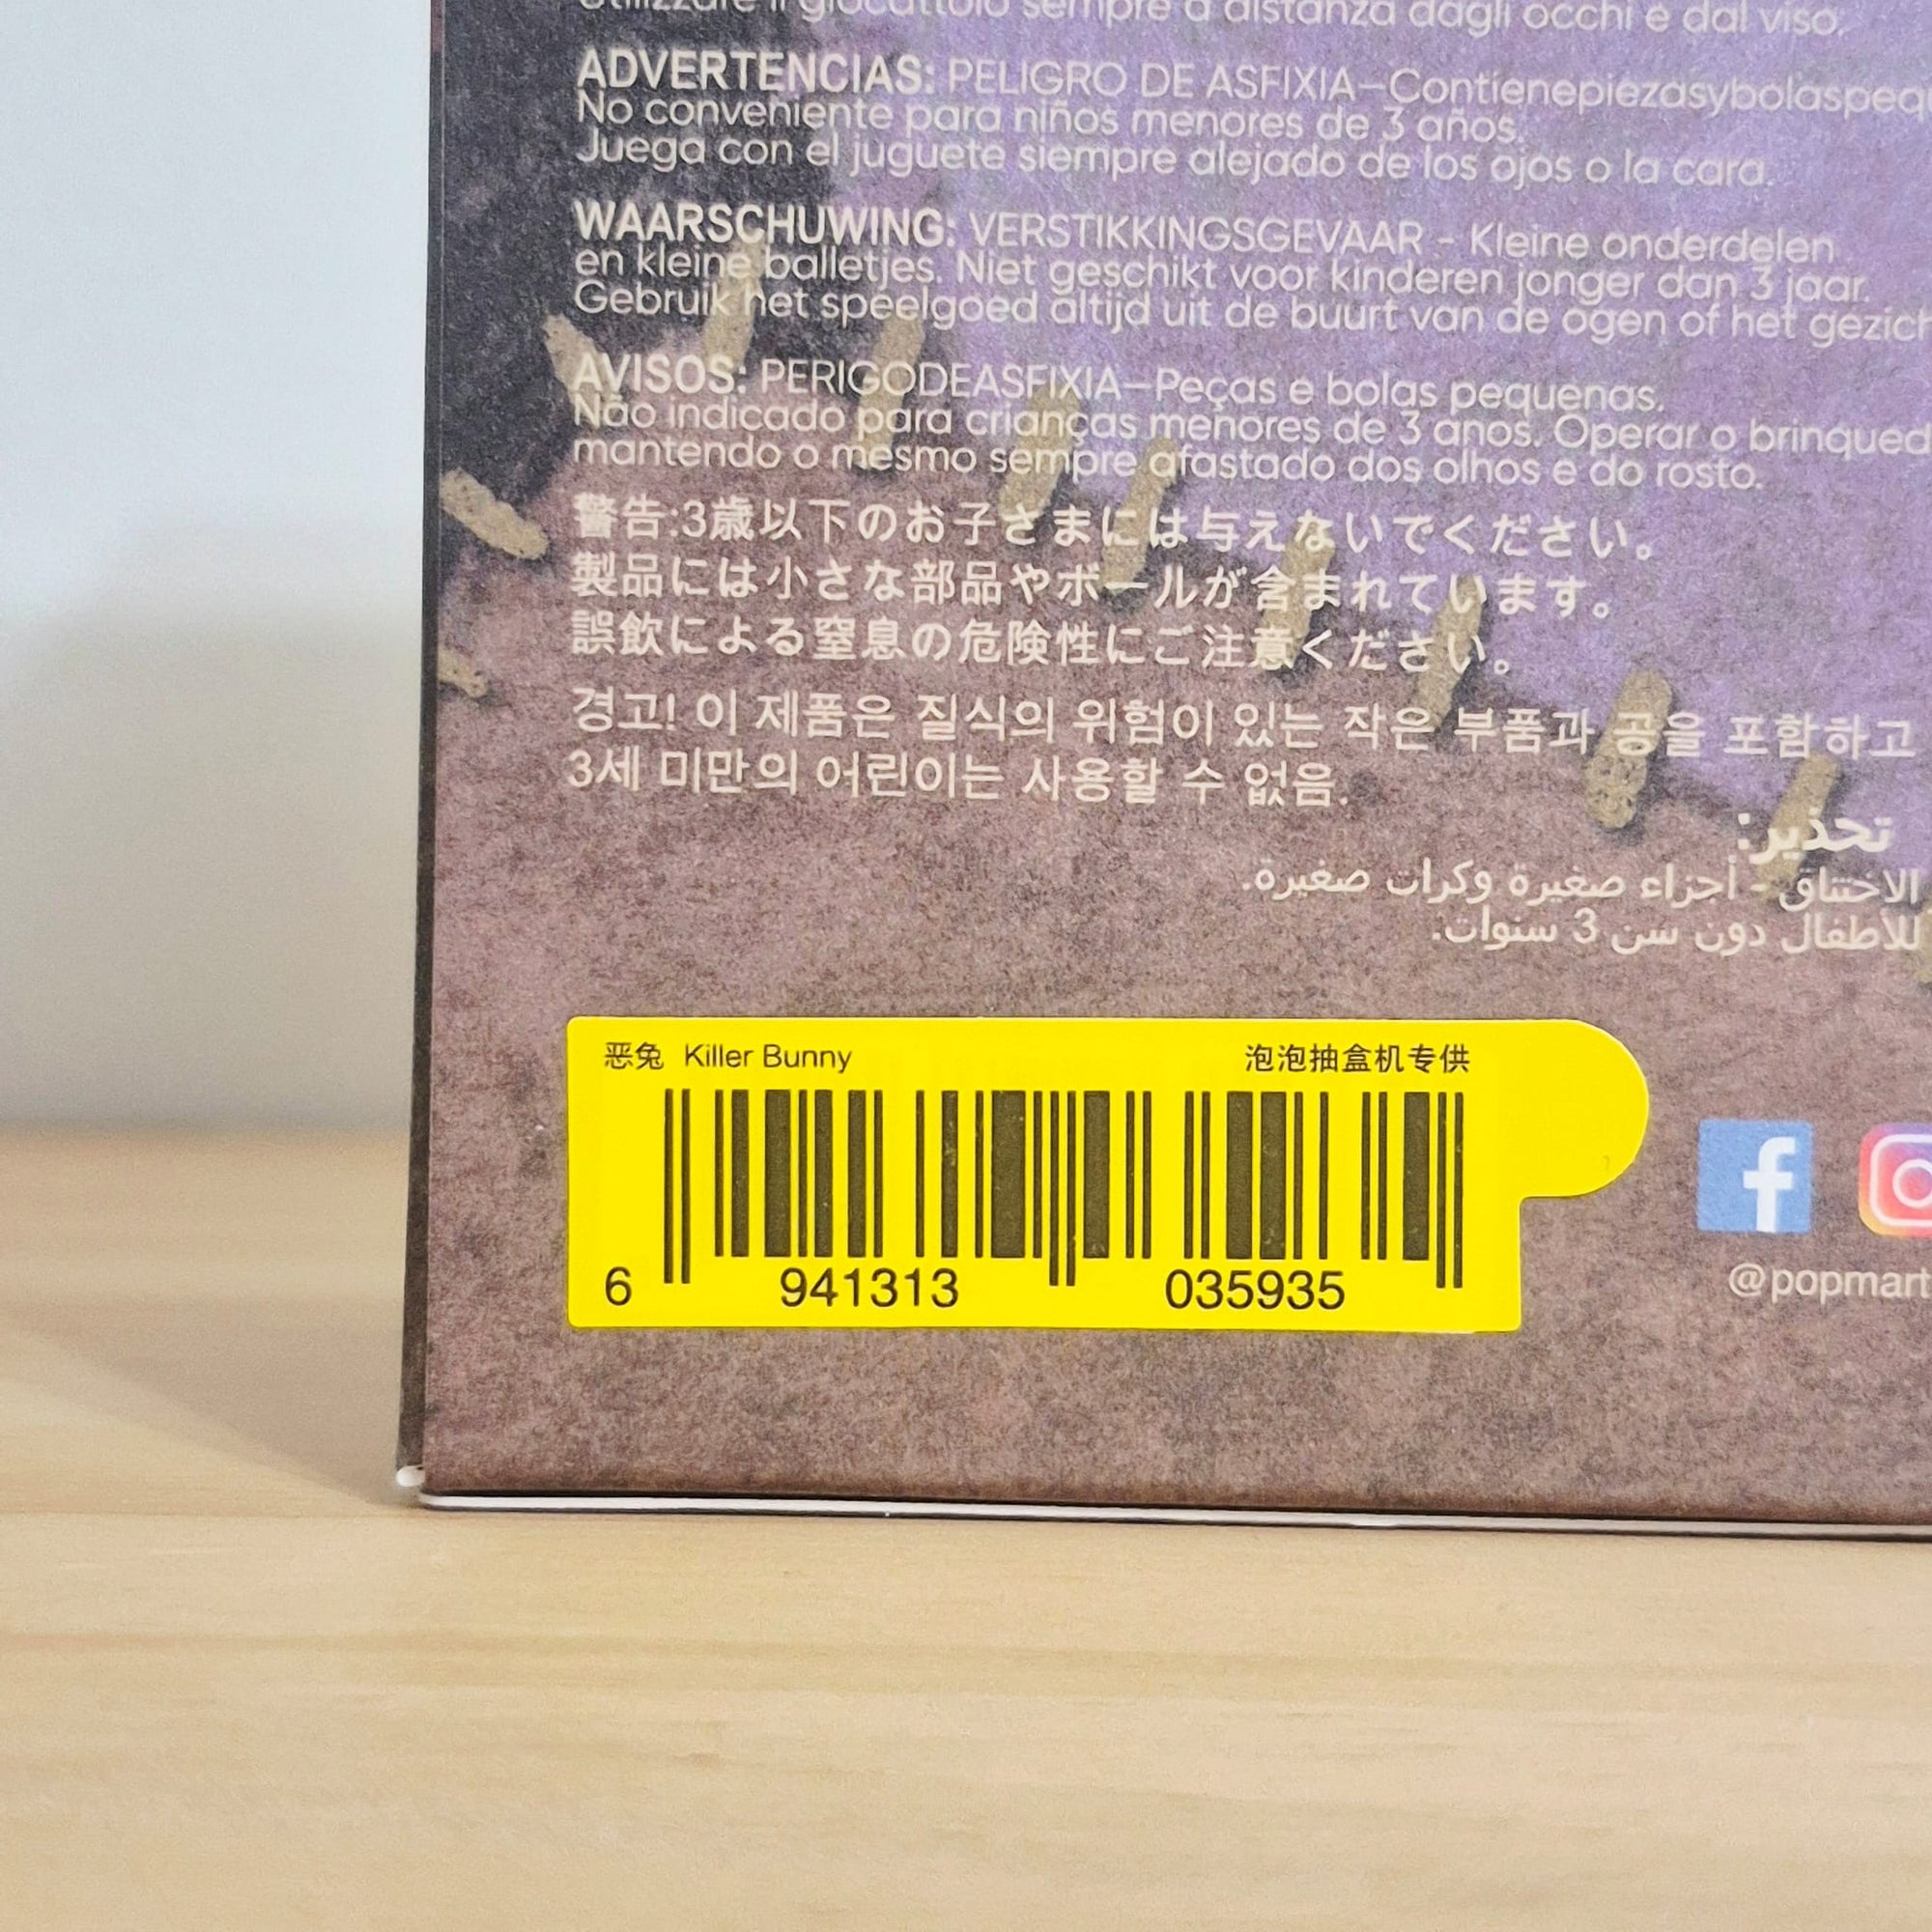 Utilizzare il giocattolo sempre a distanza dagli occhi e dal viso.
ADVERTENCIAS: PELIGRO DE ASFIXIA—Contienepiezasybolaspeq
No conveniente para niños menores de 3 años.
Juega con el juguete siempre alejado de los ojos o la cara.
WAARSCHUWING: VERSTIKKINGSGEVAAR - Kleine onderdelen
en kleine balletjes. Niet geschikt voor kinderen jonger dan 3 jaar.
Gebruik het speelgoed altijd uit de buurt van de ogen of het gezich
AVISOS: PERIGODEASFIXIA—Peças e bolas pequenas.
Não indicado para crianças menores de 3 anos. Operar o brinqued
mantendo o mesmo sempre afastado dos olhos e do rosto.
警告:3歳以下のお子さまには与えないでください。
製品には小さな部品やボールが含まれています。
誤飲による窒息の危険性にご注意ください。
경고! 이 제품은 질식의 위험이 있는 작은 부품과 공을 포함하고
3세 미만의 어린이는 사용할 수 없음.
تحذير:
الاختناق - أجزاء صغيرة وكرات صغيرة.
للأطفال دون سن 3 سنوات.
恶兔 Killer Bunny 泡泡抽盒机专供
6 941313 035935
@popmart